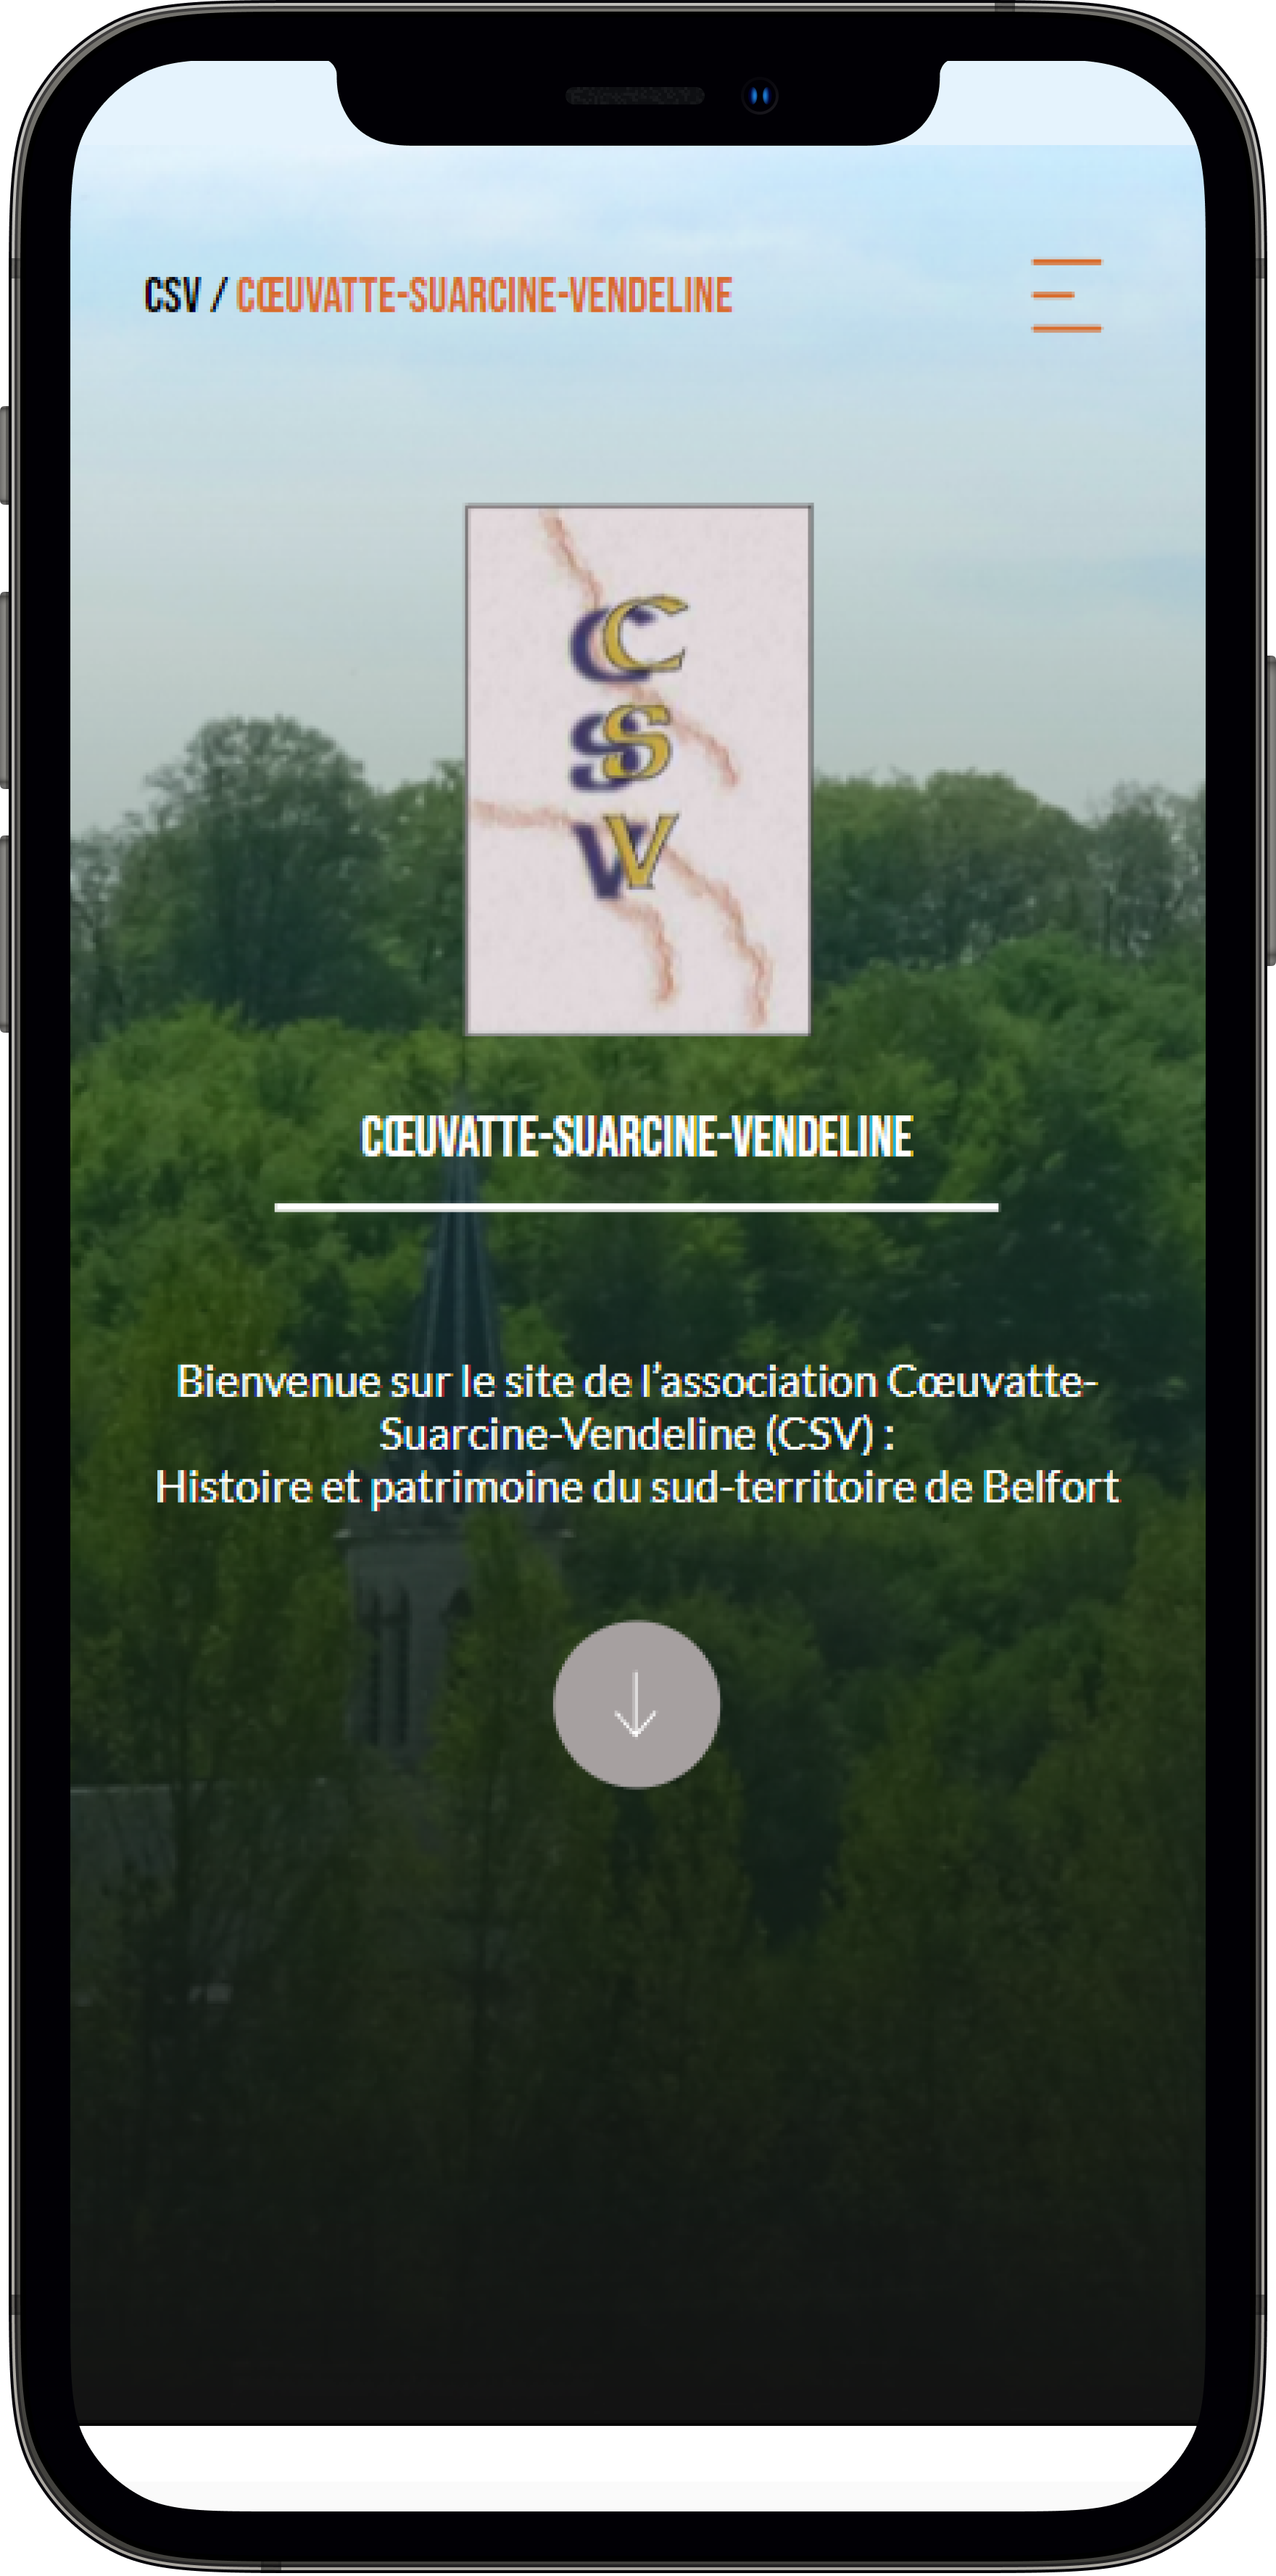 CSV / CŒUVATTE-SUARCINE-VENDELINE
C
S
V
CŒUVATTE-SUARCINE-VENDELINE
Bienvenue sur le site de l’association Cœuvatte-
Suarcine-Vendeline (CSV) :
Histoire et patrimoine du sud-territoire de Belfort